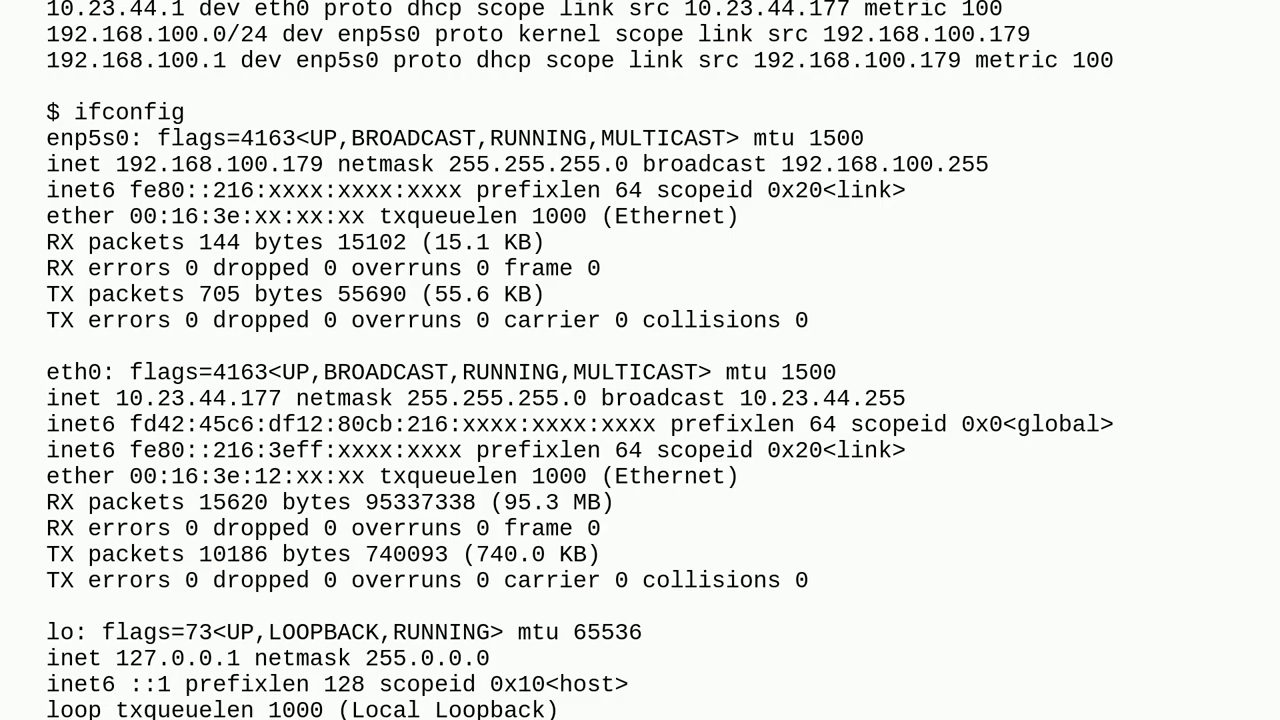 10.23.44.1 dev eth0 proto dhcp scope link src 10.23.44.177 metric 100
192.168.100.0/24 dev enp5s0 proto kernel scope link src 192.168.100.179
192.168.100.1 dev enp5s0 proto dhcp scope link src 192.168.100.179 metric 100

$ ifconfig
enp5s0: flags=4163<UP,BROADCAST,RUNNING,MULTICAST> mtu 1500
inet 192.168.100.179 netmask 255.255.255.0 broadcast 192.168.100.255
inet6 fe80::216:xxxx:xxxx:xxxx prefixlen 64 scopeid 0x20<link>
ether 00:16:3e:xx:xx:xx txqueuelen 1000 (Ethernet)
RX packets 144 bytes 15102 (15.1 KB)
RX errors 0 dropped 0 overruns 0 frame 0
TX packets 705 bytes 55690 (55.6 KB)
TX errors 0 dropped 0 overruns 0 carrier 0 collisions 0

eth0: flags=4163<UP,BROADCAST,RUNNING,MULTICAST> mtu 1500
inet 10.23.44.177 netmask 255.255.255.0 broadcast 10.23.44.255
inet6 fd42:45c6:df12:80cb:216:xxxx:xxxx:xxxx prefixlen 64 scopeid 0x0<global>
inet6 fe80::216:3eff:xxxx:xxxx prefixlen 64 scopeid 0x20<link>
ether 00:16:3e:12:xx:xx txqueuelen 1000 (Ethernet)
RX packets 15620 bytes 95337338 (95.3 MB)
RX errors 0 dropped 0 overruns 0 frame 0
TX packets 10186 bytes 740093 (740.0 KB)
TX errors 0 dropped 0 overruns 0 carrier 0 collisions 0

lo: flags=73<UP,LOOPBACK,RUNNING> mtu 65536
inet 127.0.0.1 netmask 255.0.0.0
inet6 ::1 prefixlen 128 scopeid 0x10<host>
loop txqueuelen 1000 (Local Loopback)